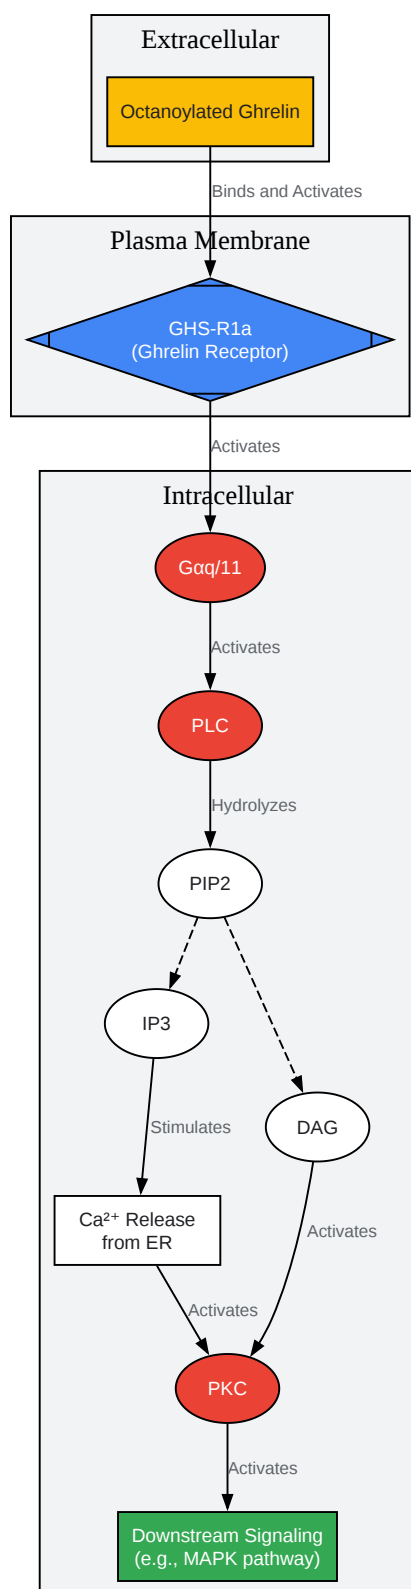 Extracellular
Octanoylated Ghrelin
Binds and Activates
Plasma Membrane
GHS-R1a
(Ghrelin Receptor)
Activates
Intracellular
Gαq/11
Activates
PLC
Hydrolyzes
PIP2
IP3
Stimulates
DAG
Ca²⁺ Release
from ER
Activates
Activates
PKC
Activates
Downstream Signaling
(e.g., MAPK pathway)